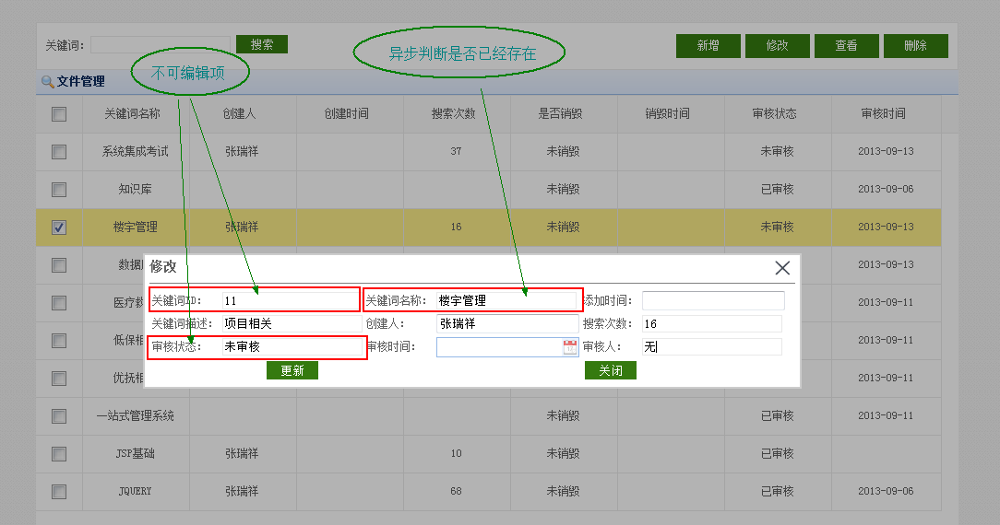 关键词： 搜索 新增 修改 查看 删除
不可编辑项
异步判断是否已经存在
文件管理
关键词名称 创建人 创建时间 搜索次数 是否销毁 销毁时间 审核状态 审核时间
系统集成考试 张瑞祥 37 未销毁 未审核 2013-09-13
知识库 未销毁 已审核 2013-09-06
楼宇管理 张瑞祥 16 未销毁 未审核 2013-09-13
数据 2013-09-13
医疗 2013-09-11
低保 2013-09-11
优抚 2013-09-11
一站式管理系统 未销毁 已审核 2013-09-11
JSP基础 张瑞祥 10 未销毁 已审核
JQUERY 张瑞祥 68 未销毁 已审核 2013-09-06
修改
关键词ID： 11 关键词名称： 楼宇管理 添加时间：
关键词描述： 项目相关 创建人： 张瑞祥 搜索次数： 16
审核状态： 未审核 审核时间： 审核人： 无
更新 关闭